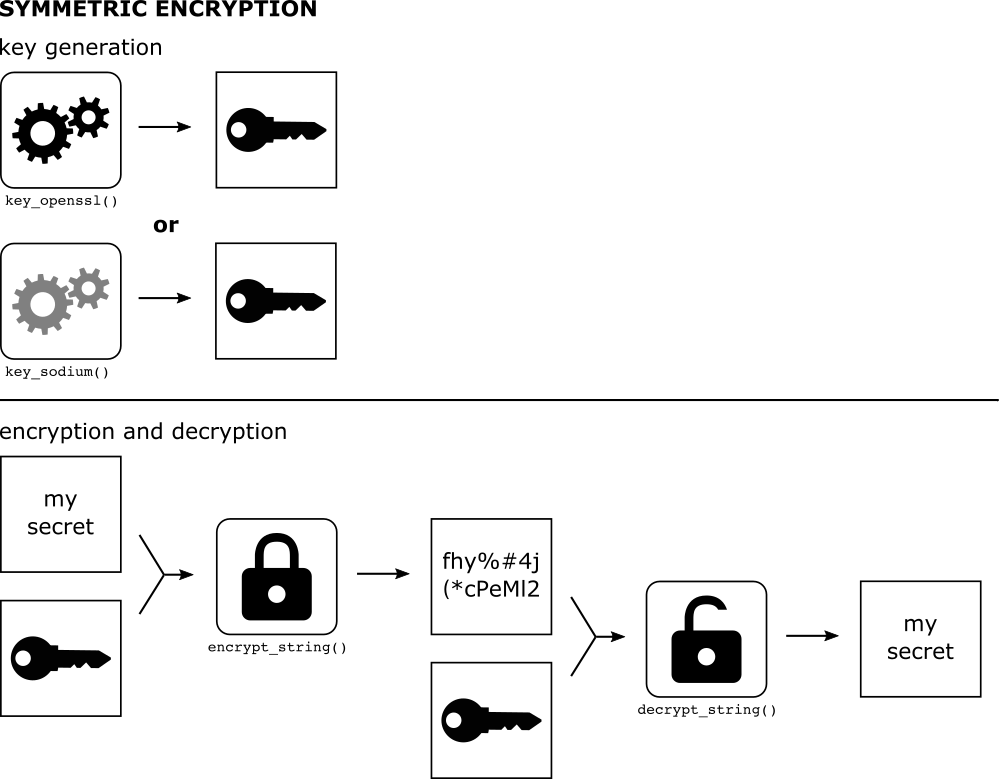 SYMMETRIC ENCRYPTION
key generation
key_openssl()
or
key_sodium()
encryption and decryption
my
secret
encrypt_string()
fhy%#4j
(*cPeMl2
decrypt_string()
my
secret